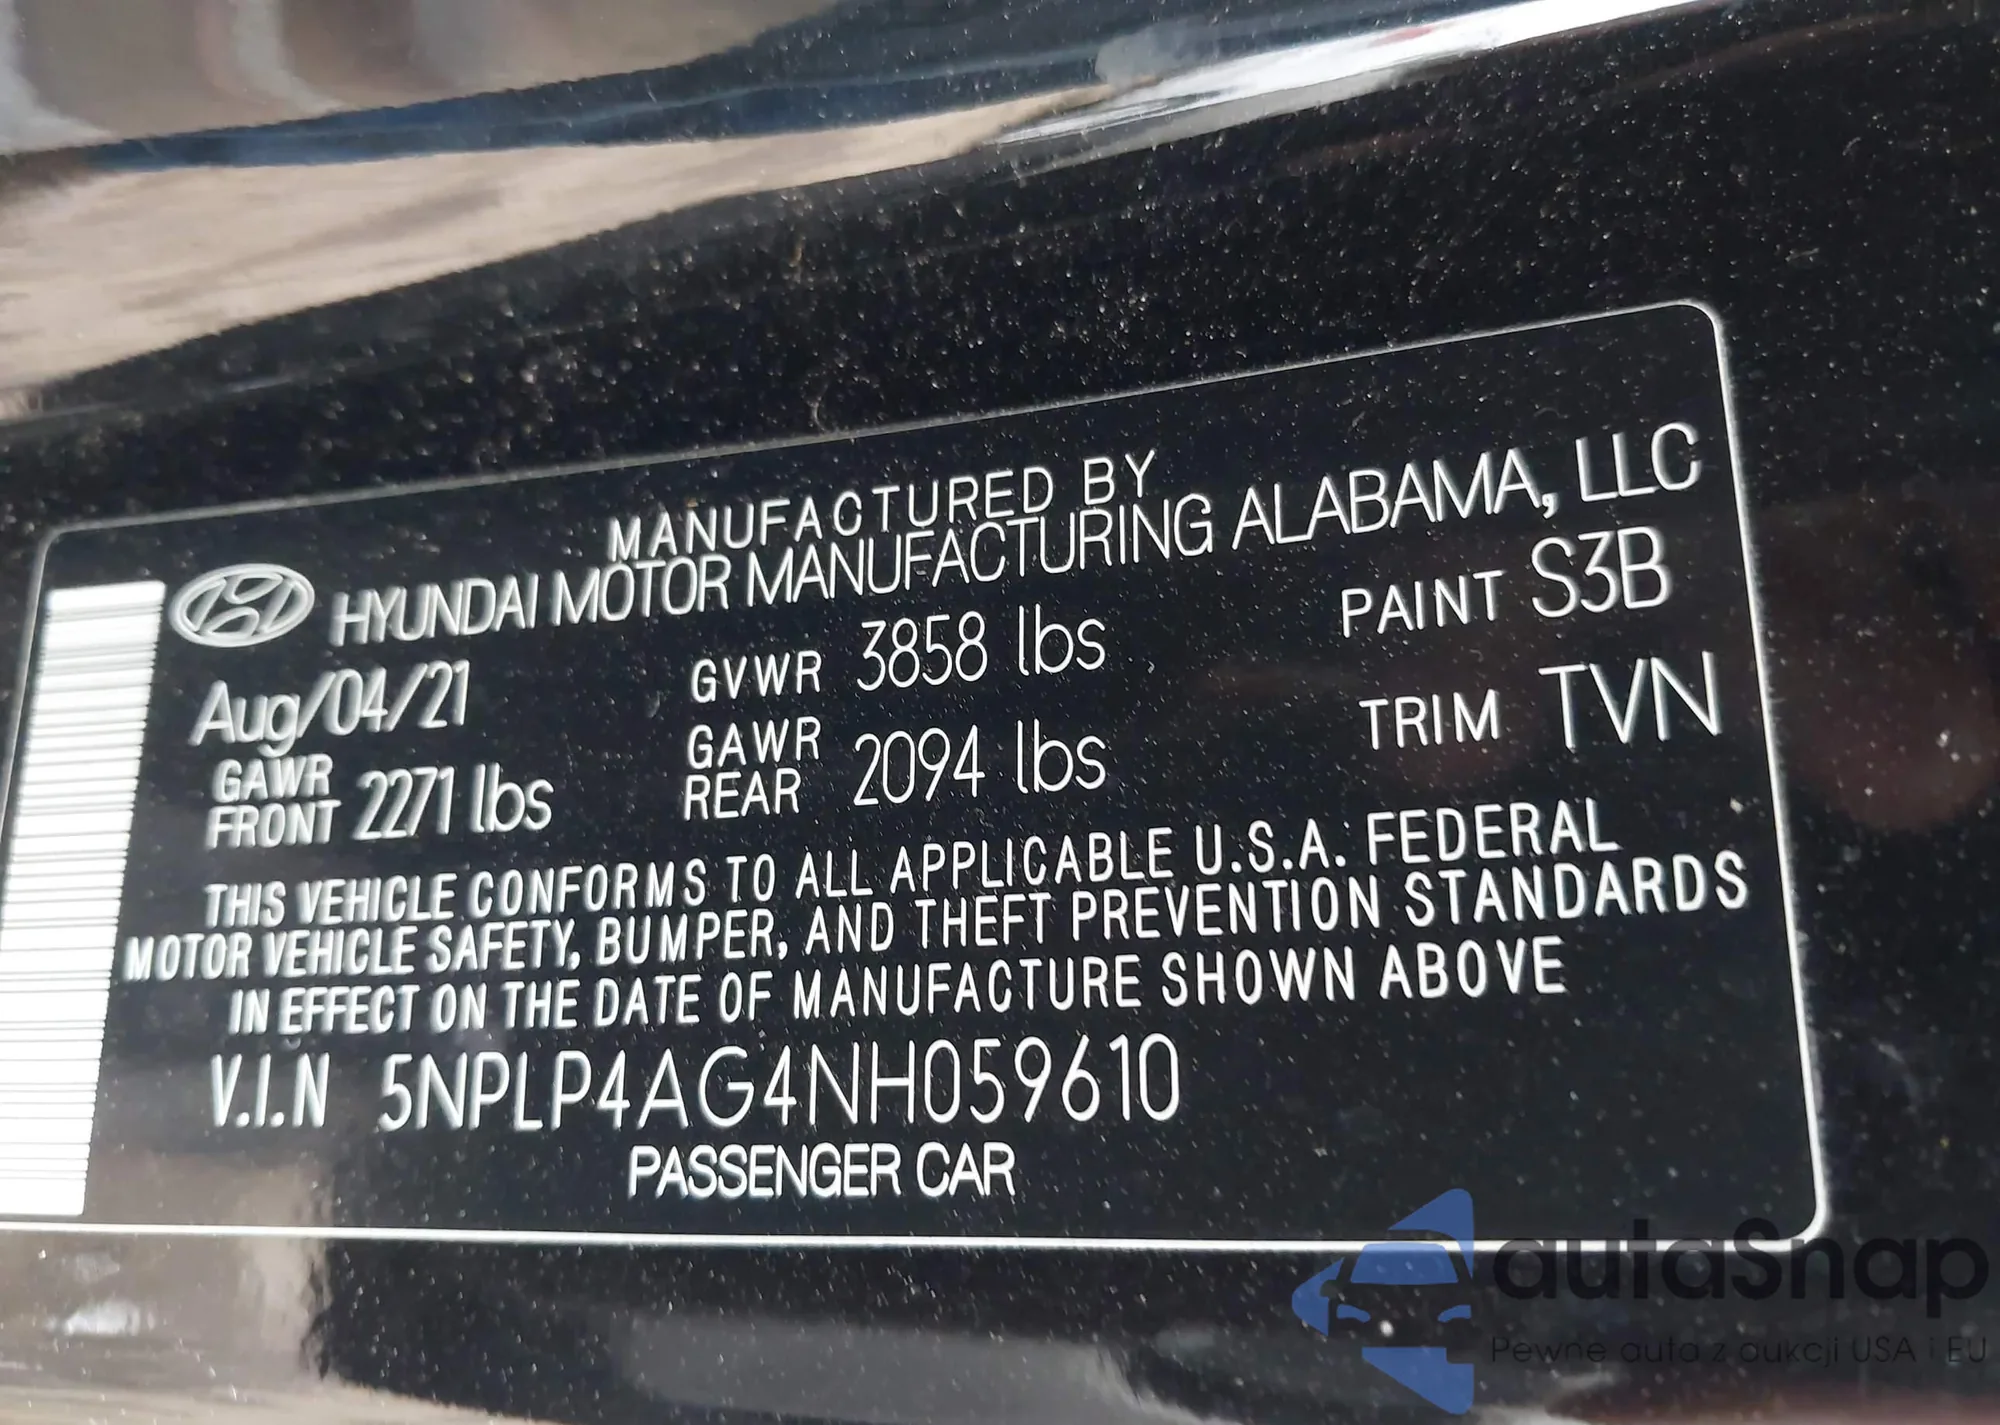 MANUFACTURED BY
HYUNDAI MOTOR MANUFACTURING ALABAMA, LLC
Aug/04/21 GVWR 3858 lbs PAINT S3B
GAWR FRONT 2271 lbs GAWR REAR 2094 lbs TRIM TVN
THIS VEHICLE CONFORMS TO ALL APPLICABLE U.S.A. FEDERAL
MOTOR VEHICLE SAFETY, BUMPER, AND THEFT PREVENTION STANDARDS
IN EFFECT ON THE DATE OF MANUFACTURE SHOWN ABOVE
V.I.N 5NPLP4AG4NH059610
PASSENGER CAR
autaSnap
Pewne auta z aukcji USA i EU